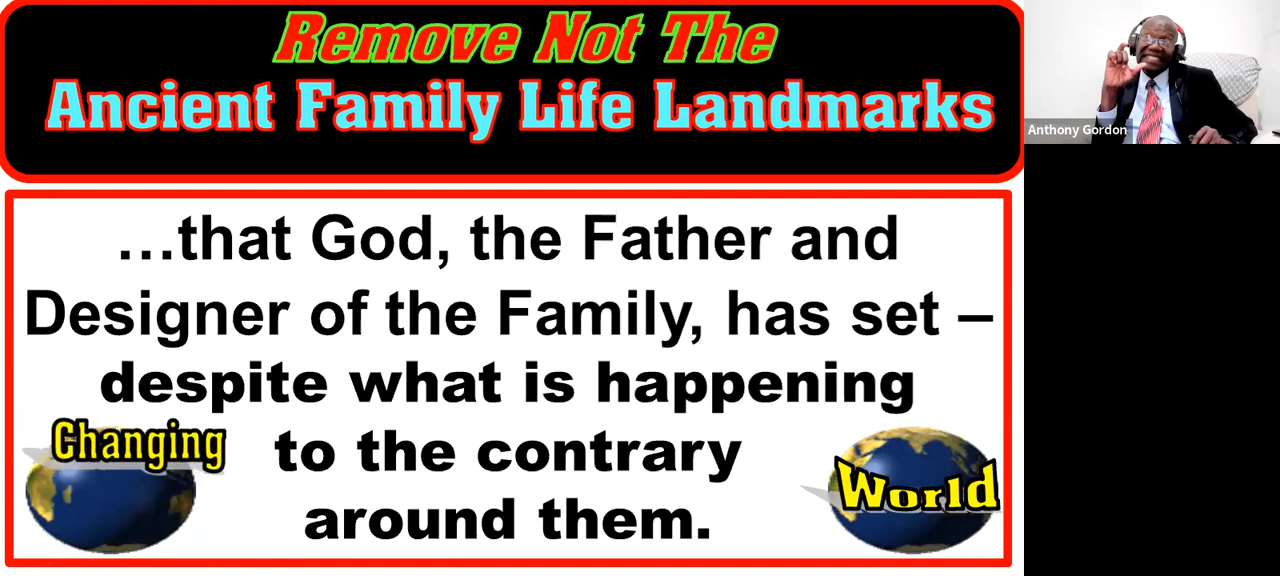 Remove Not The
Ancient Family Life Landmarks
Anthony Gordon
…that God, the Father and
Designer of the Family, has set –
despite what is happening
Changing
to the contrary
World
around them.